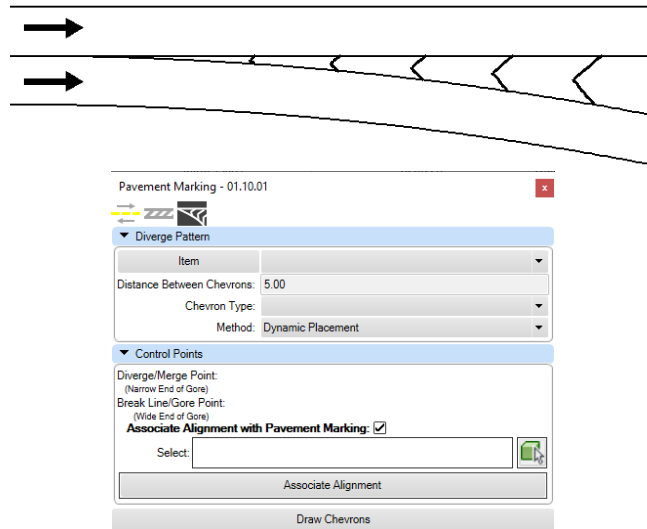 Pavement Marking - 01.10.01
x
Diverge Pattern
Item
Distance Between Chevrons: 5.00
Chevron Type:
Method: Dynamic Placement
Control Points
Diverge/Merge Point:
(Narrow End of Gore)
Break Line/Gore Point:
(Wide End of Gore)
Associate Alignment with Pavement Marking:
Select:
Associate Alignment
Draw Chevrons